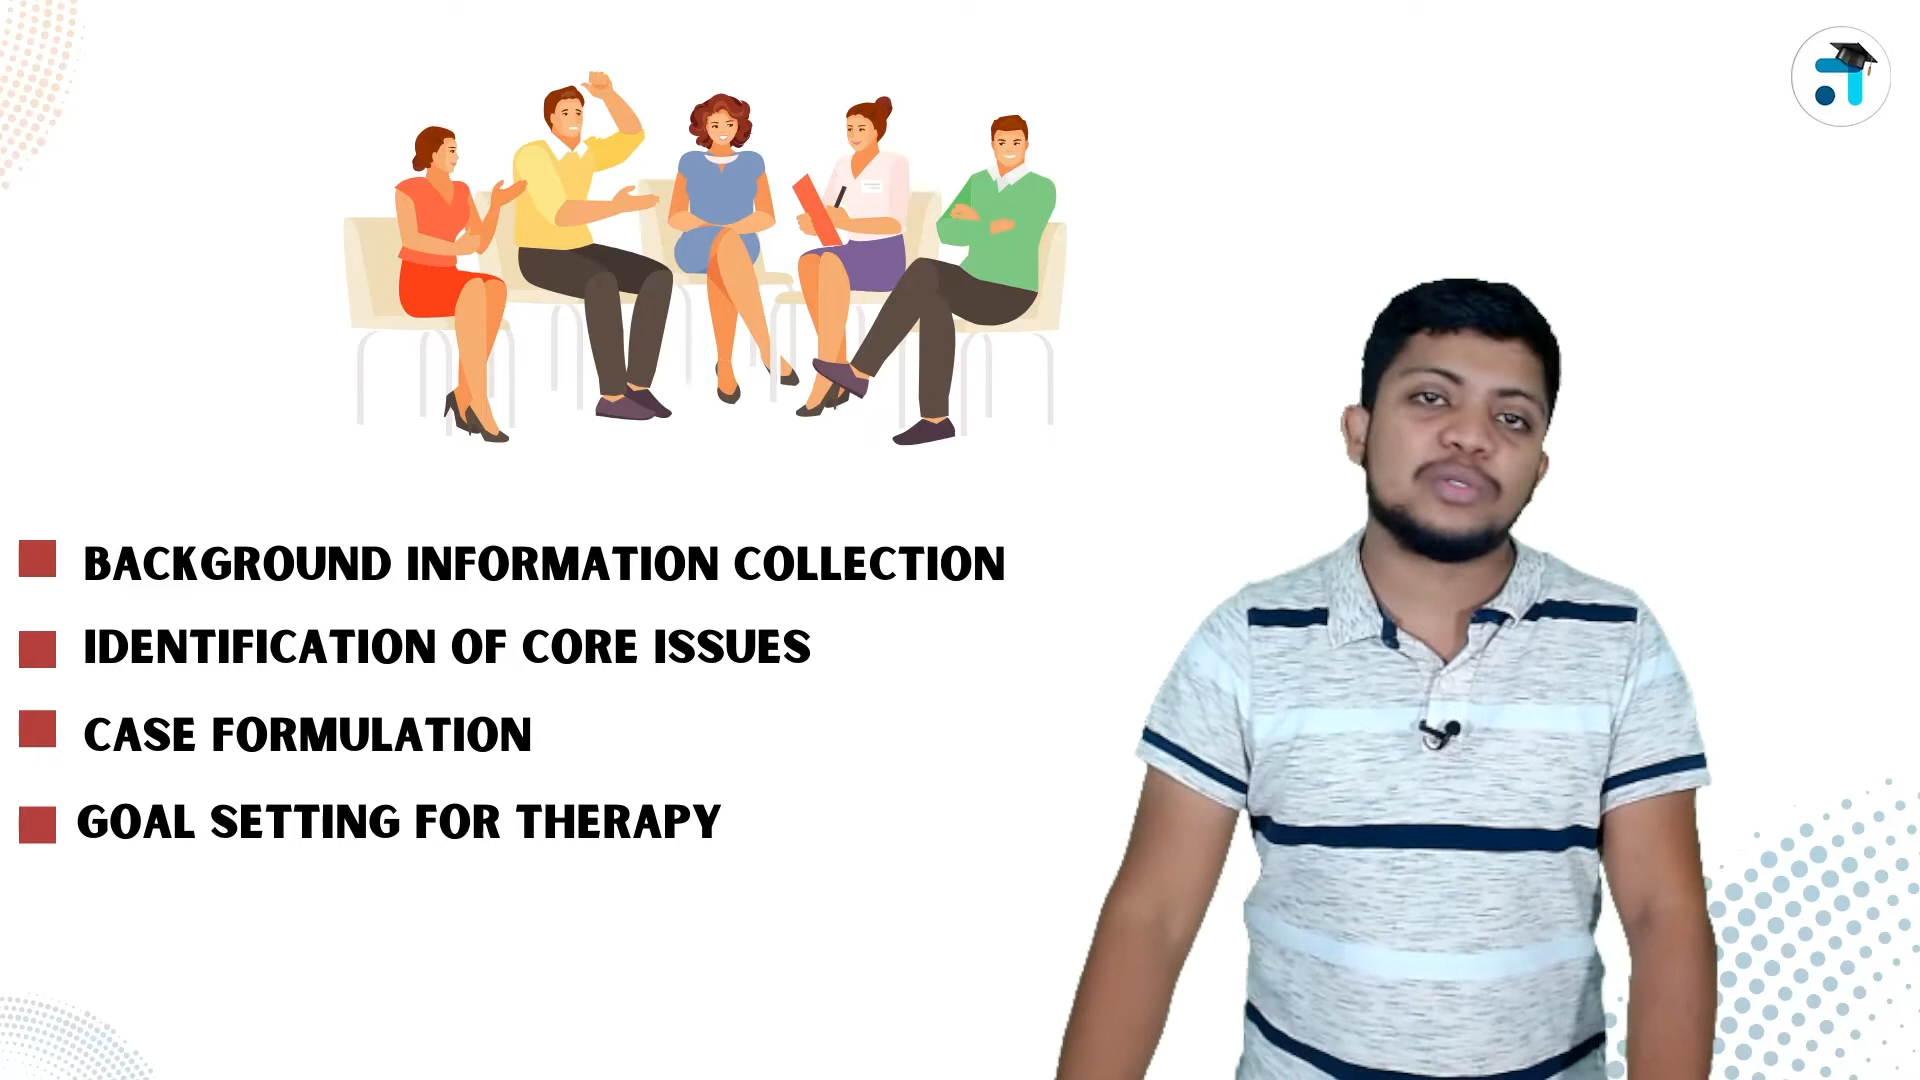 BACKGROUND INFORMATION COLLECTION
IDENTIFICATION OF CORE ISSUES
CASE FORMULATION
GOAL SETTING FOR THERAPY